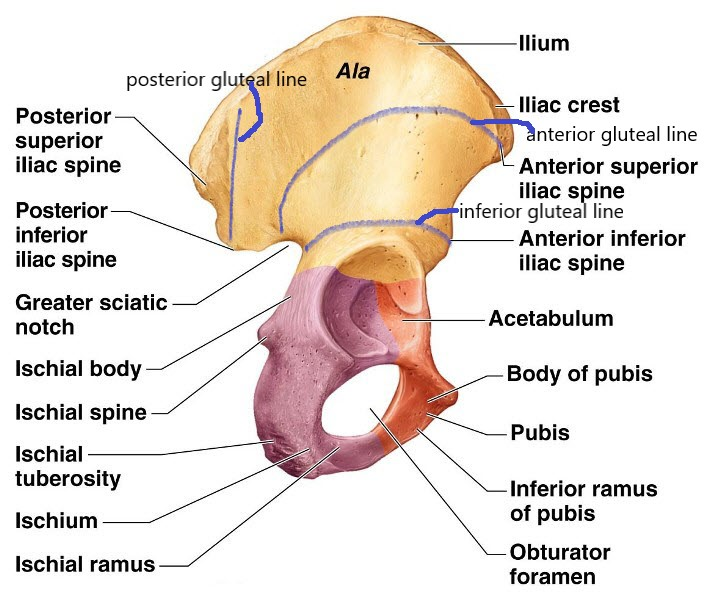 Ilium
Ala
posterior gluteal line
Iliac crest
anterior gluteal line
Posterior
superior
iliac spine
Anterior superior
iliac spine
Posterior
inferior
iliac spine
inferior gluteal line
Anterior inferior
iliac spine
Greater sciatic
notch
Acetabulum
Ischial body
Body of pubis
Ischial spine
Pubis
Ischial
tuberosity
Inferior ramus
of pubis
Ischium
Obturator
foramen
Ischial ramus